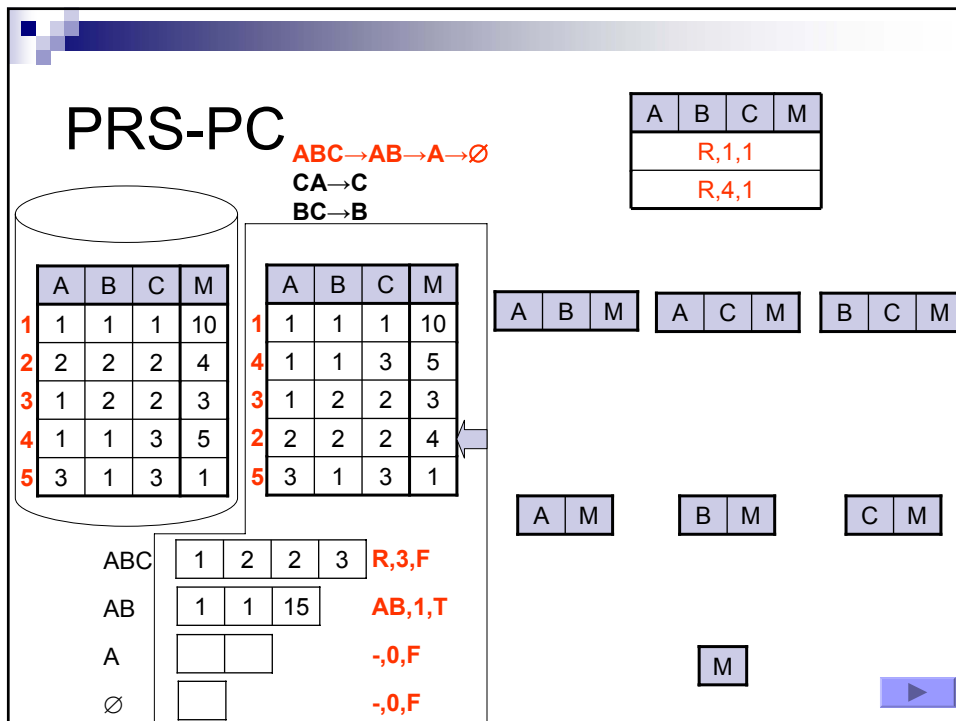 PRS-PC
ABC→AB→A→∅
CA→C
BC→B
A B C M
R,1,1
R,4,1
A B C M
1 1 1 1 10
2 2 2 2 4
3 1 2 2 3
4 1 1 3 5
5 3 1 3 1
A B C M
1 1 1 1 10
4 1 1 3 5
3 1 2 2 3
2 2 2 2 4
5 3 1 3 1
A B M
A C M
B C M
A M
B M
C M
M
ABC 1 2 2 3 R,3,F
AB 1 1 15 AB,1,T
A -,0,F
∅ -,0,F